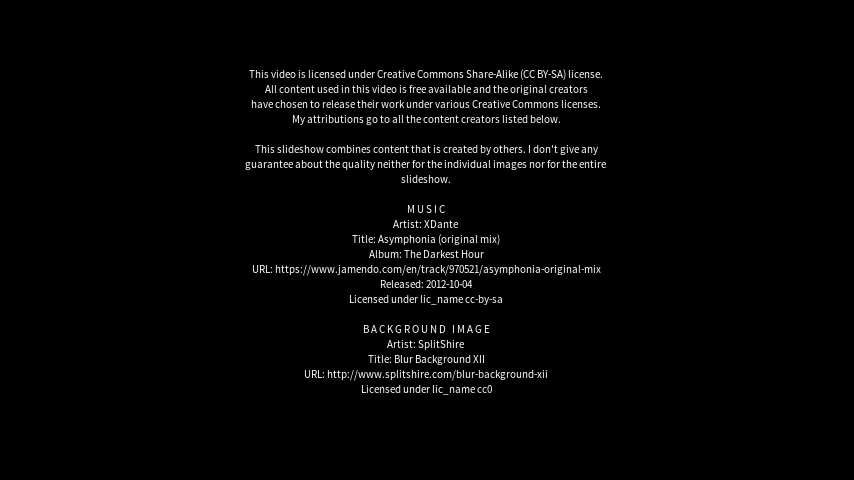 This video is licensed under Creative Commons Share-Alike (CC BY-SA) license.
All content used in this video is free available and the original creators
have chosen to release their work under various Creative Commons licenses.
My attributions go to all the content creators listed below.
This slideshow combines content that is created by others. I don't give any
guarantee about the quality neither for the individual images nor for the entire
slideshow.
MUSIC
Artist: XDante
Title: Asymphonia (original mix)
Album: The Darkest Hour
URL: https://www.jamendo.com/en/track/970521/asymphonia-original-mix
Released: 2012-10-04
Licensed under lic_name cc-by-sa
BACKGROUND IMAGE
Artist: SplitShire
Title: Blur Background XII
URL: http://www.splitshire.com/blur-background-xii
Licensed under lic_name cc0